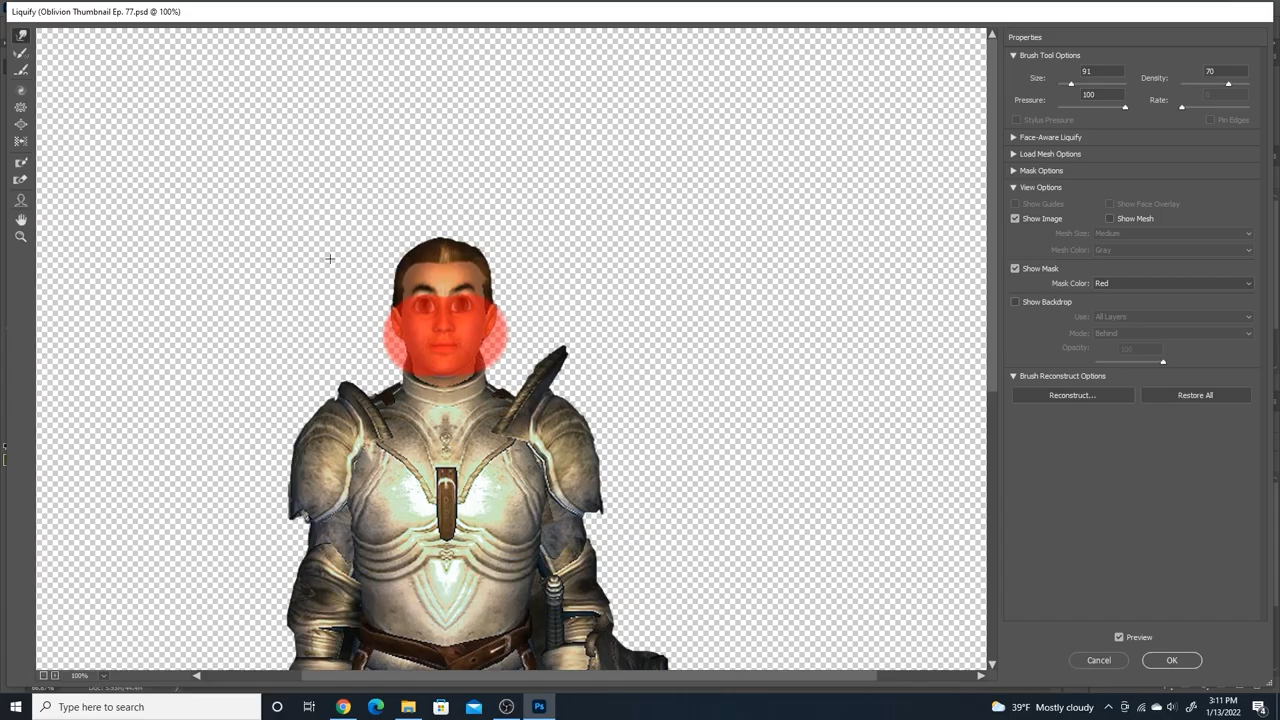 Liquify (Oblivion Thumbnail Ep. 77.psd @ 100%)
Properties
Brush Tool Options
Size: 91 Density: 70
Pressure: 100 Rate: 0
Stylus Pressure Pin Edges
Face-Aware Liquify
Load Mesh Options
Mask Options
View Options
Show Guides Show Face Overlay
Show Image Show Mesh
Mesh Size: Medium
Mesh Color: Gray
Show Mask
Mask Color: Red
Show Backdrop
Use: All Layers
Mode: Behind
Opacity: 100
Brush Reconstruct Options
Reconstruct... Restore All
Preview
Cancel OK
100%
Type here to search
Ps
39°F Mostly cloudy
3:11 PM
1/13/2022